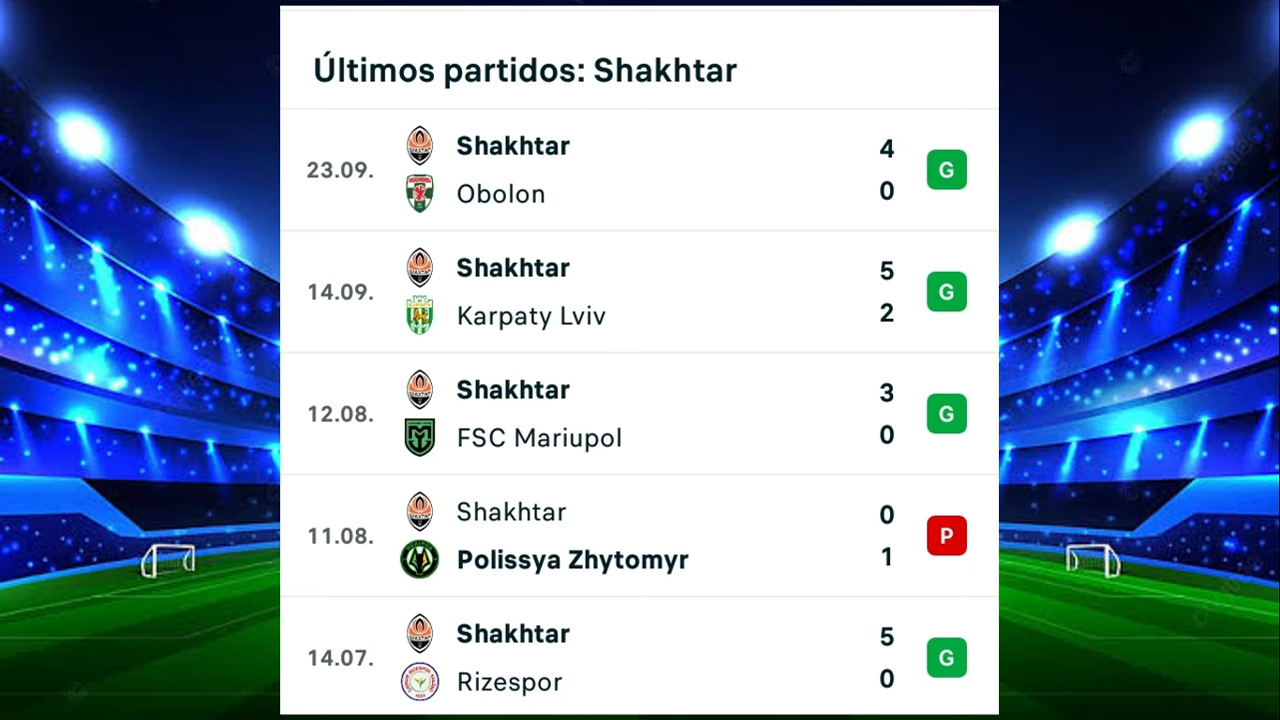 Últimos partidos: Shakhtar
23.09.
Shakhtar 4
Obolon 0
G
14.09.
Shakhtar 5
Karpaty Lviv 2
G
12.08.
Shakhtar 3
FSC Mariupol 0
G
11.08.
Shakhtar 0
Polissya Zhytomyr 1
P
14.07.
Shakhtar 5
Rizespor 0
G